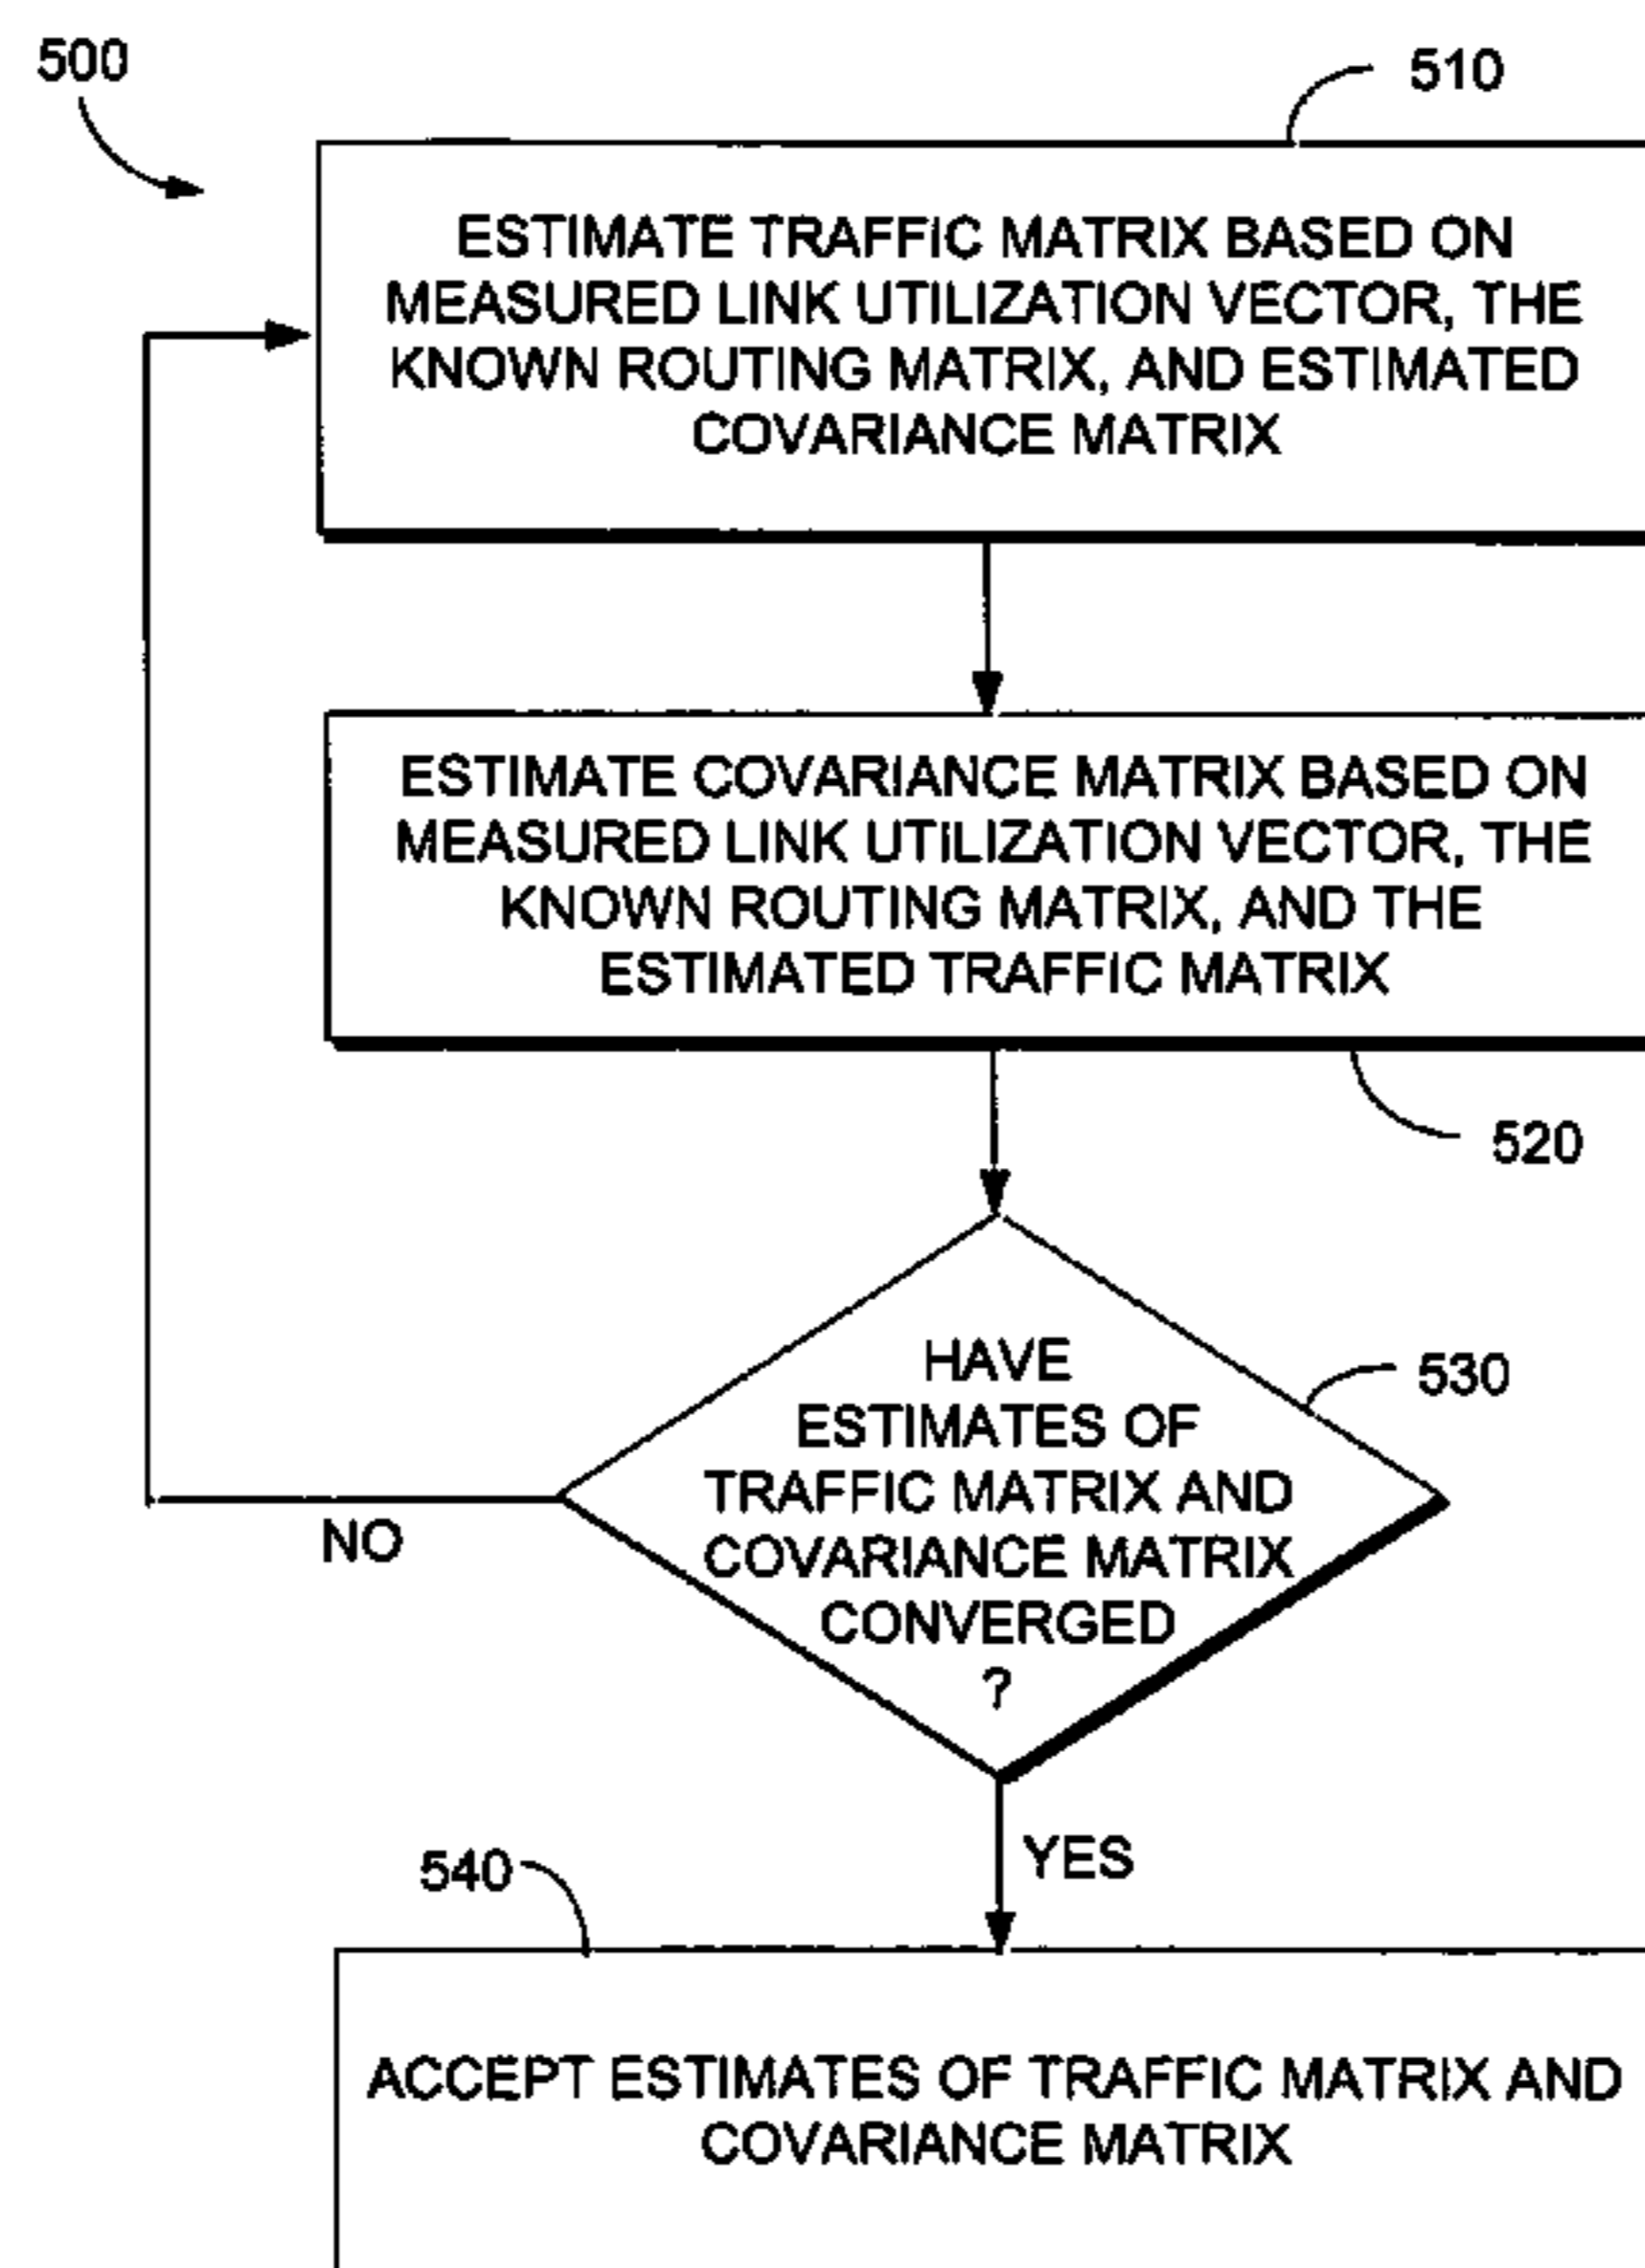 500
510
ESTIMATE TRAFFIC MATRIX BASED ON
MEASURED LINK UTILIZATION VECTOR, THE
KNOWN ROUTING MATRIX, AND ESTIMATED
COVARIANCE MATRIX
ESTIMATE COVARIANCE MATRIX BASED ON
MEASURED LINK UTILIZATION VECTOR, THE
KNOWN ROUTING MATRIX, AND THE
ESTIMATED TRAFFIC MATRIX
520
HAVE
ESTIMATES OF
TRAFFIC MATRIX AND
COVARIANCE MATRIX
CONVERGED
?
530
NO
YES
540
ACCEPT ESTIMATES OF TRAFFIC MATRIX AND
COVARIANCE MATRIX